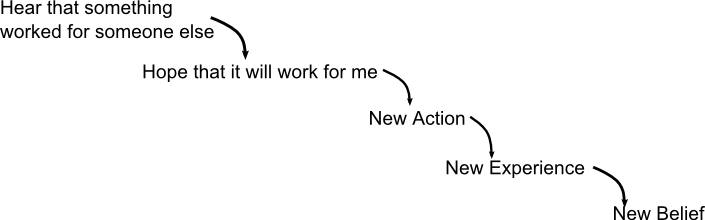 Hear that something
worked for someone else
Hope that it will work for me
New Action
New Experience
New Belief